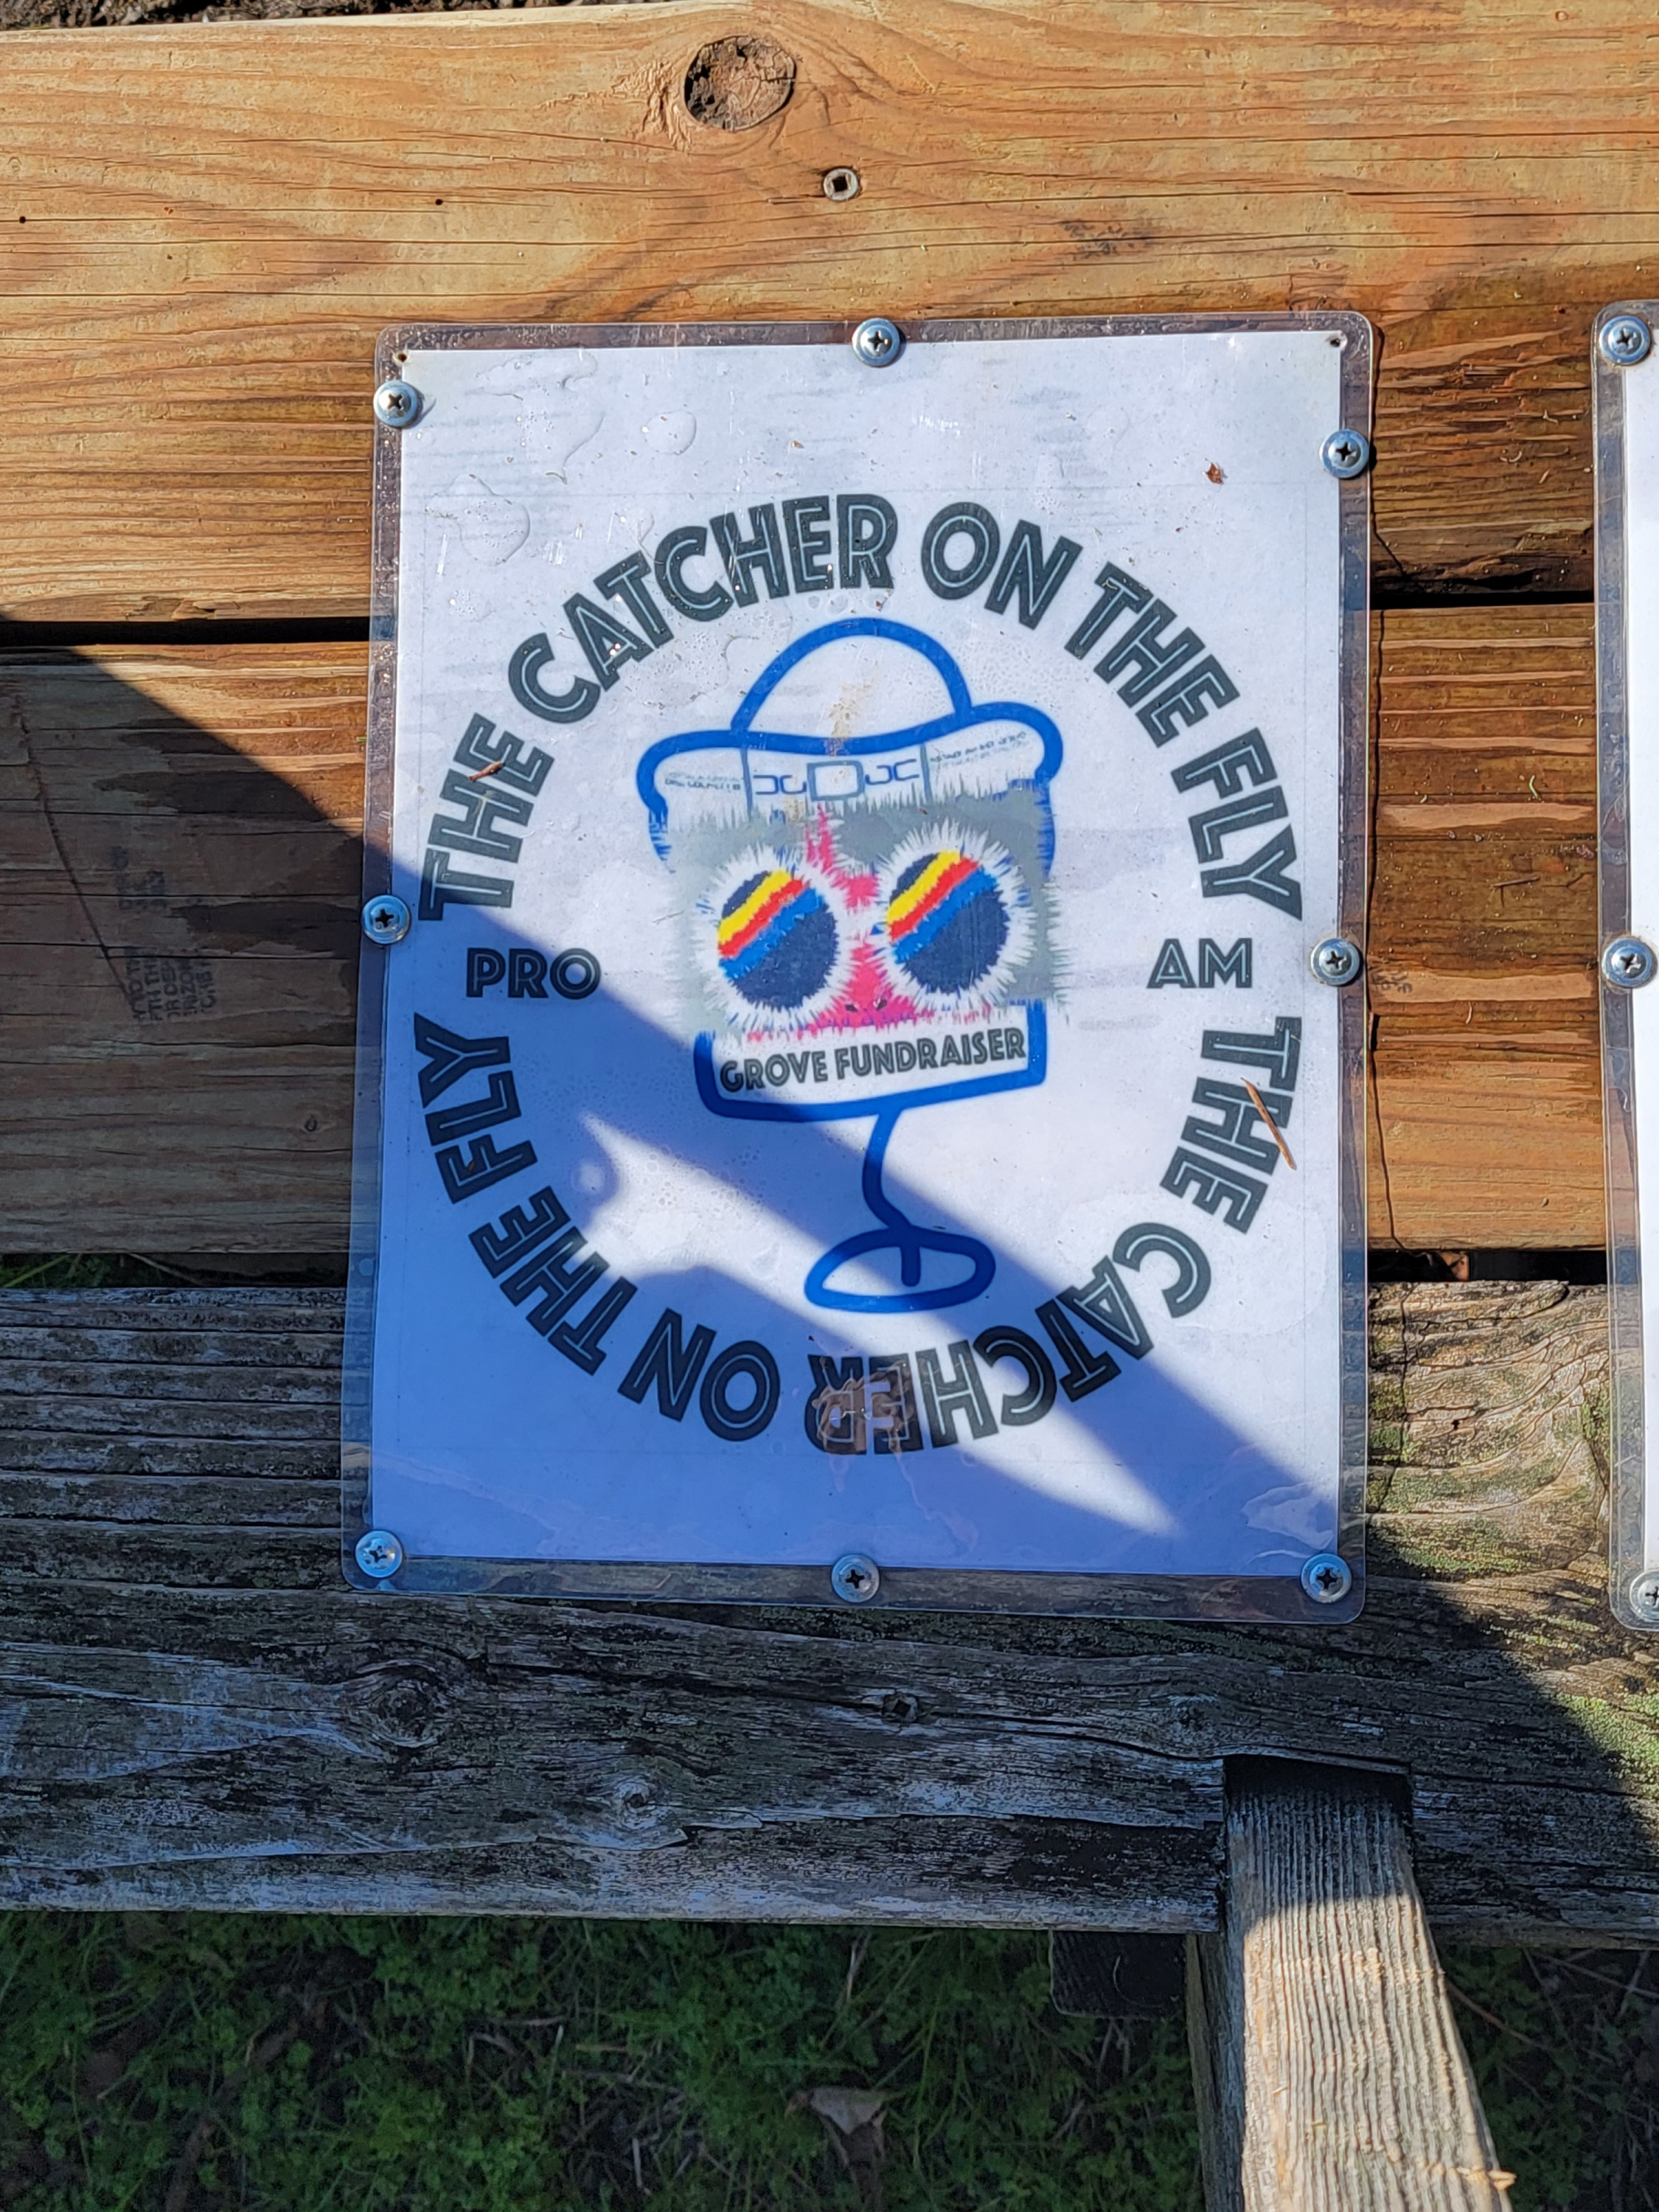 THE CATCHER ON THE FLY
PRO
AM
GROVE FUNDRAISER
THE CATCHER ON THE FLY